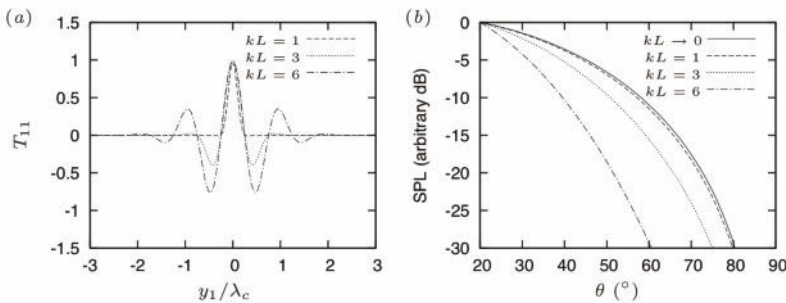 (a)
kL = 1
kL = 3
kL = 6
1.5
1
0.5
0
-0.5
-1
-1.5
T₁₁
-3 -2 -1 0 1 2 3
y₁/λ_c
(b)
kL → 0
kL = 1
kL = 3
kL = 6
0
-5
-10
-15
-20
-25
-30
SPL (arbitrary dB)
20 30 40 50 60 70 80 90
θ (°)